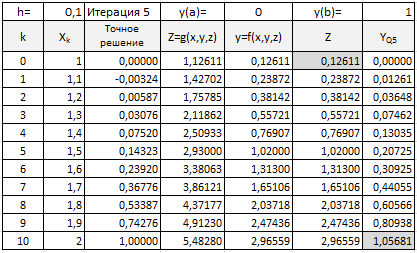 h= 0,1 Итерация 5 y(a)= 0 y(b)= 1
k Xk Точное решение Z=g(x,y,z) y=f(x,y,z) Z YQ5
0 1 0,00000 1,12611 0,12611 0,12611 0,00000
1 1,1 -0,00324 1,42702 0,23872 0,23872 0,01261
2 1,2 0,00587 1,75785 0,38142 0,38142 0,03648
3 1,3 0,03076 2,11862 0,55721 0,55721 0,07462
4 1,4 0,07520 2,50933 0,76907 0,76907 0,13035
5 1,5 0,14323 2,93000 1,02000 1,02000 0,20725
6 1,6 0,23920 3,38063 1,31300 1,31300 0,30925
7 1,7 0,36776 3,86121 1,65106 1,65106 0,44055
8 1,8 0,53387 4,37177 2,03718 2,03718 0,60566
9 1,9 0,74276 4,91230 2,47436 2,47436 0,80938
10 2 1,00000 5,48280 2,96559 2,96559 1,05681